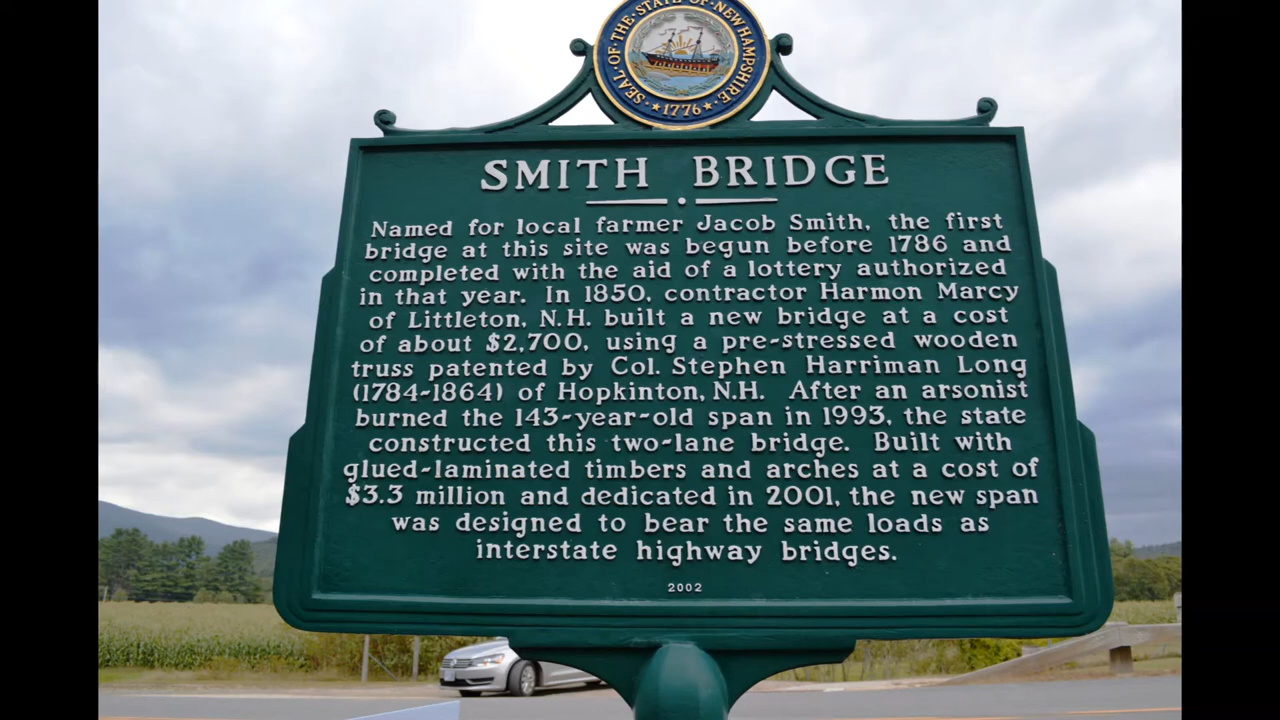 SEAL · OF · THE · STATE · OF · NEW HAMPSHIRE
★ 1776 ★
SMITH BRIDGE
Named for local farmer Jacob Smith, the first
bridge at this site was begun before 1786 and
completed with the aid of a lottery authorized
in that year. In 1850, contractor Harmon Marcy
of Littleton, N.H. built a new bridge at a cost
of about $2,700, using a pre-stressed wooden
truss patented by Col. Stephen Harriman Long
(1784-1864) of Hopkinton, N.H. After an arsonist
burned the 143-year-old span in 1993, the state
constructed this two-lane bridge. Built with
glued-laminated timbers and arches at a cost of
$3.3 million and dedicated in 2001, the new span
was designed to bear the same loads as
interstate highway bridges.
2002